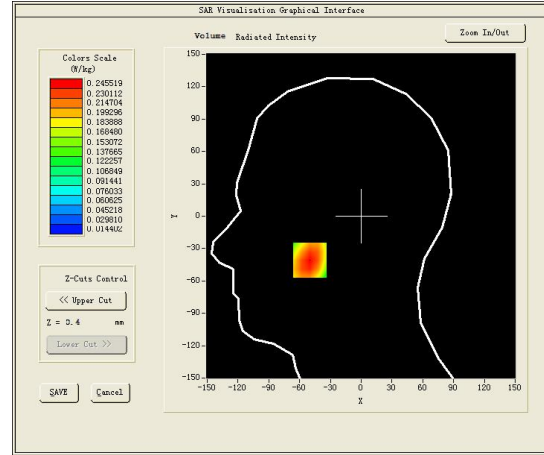 SAR Visualisation Graphical Interface
Volume Radiated Intensity
Zoom In/Out
Colors Scale
(W/kg)
0.245519
0.230112
0.214704
0.199296
0.183888
0.168480
0.153072
0.137665
0.122257
0.106849
0.091441
0.076033
0.060625
0.045218
0.029810
0.014402
Z-Cuts Control
<< Upper Cut
Z = 3.4 mm
Lower Cut >>
SAVE
Cancel
150
120
90
60
30
0
-30
-60
-90
-120
-150
Y
-150 -120 -90 -60 -30 0 30 60 90 120 150
X